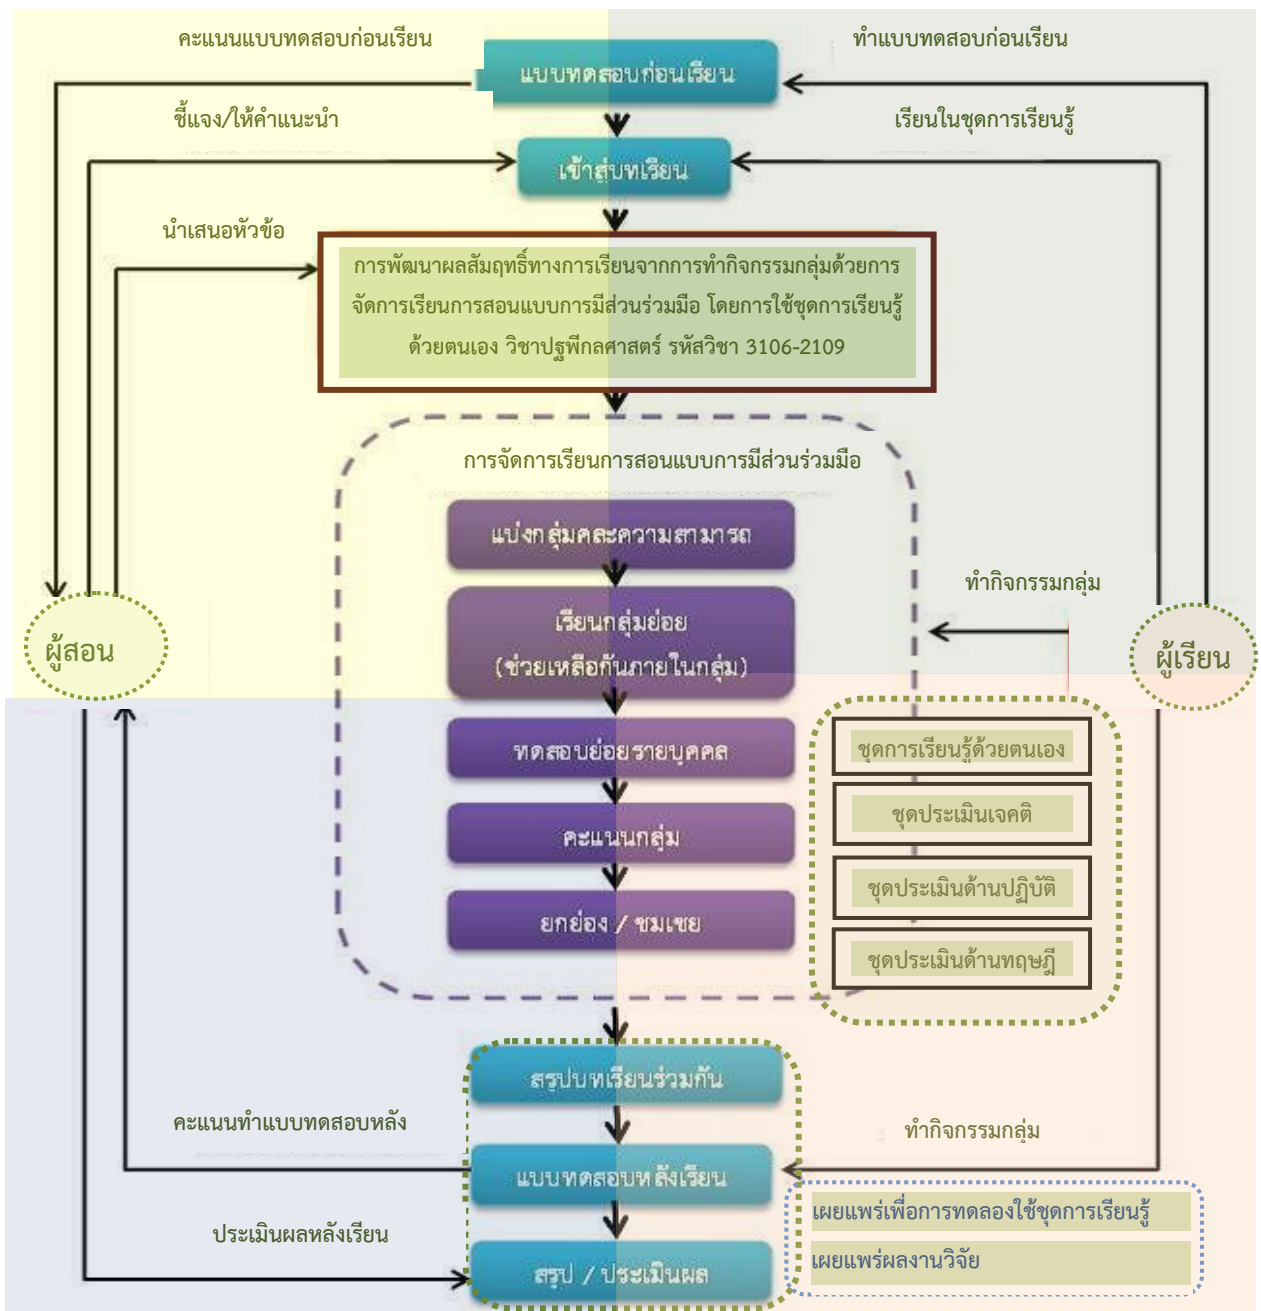 คะแนนแบบทดสอบก่อนเรียน
ทำแบบทดสอบก่อนเรียน
แบบทดสอบก่อนเรียน
ชี้แจง/ให้คำแนะนำ
เรียนในชุดการเรียนรู้
เข้าสู่บทเรียน
นำเสนอหัวข้อ
การพัฒนาผลสัมฤทธิ์ทางการเรียนจากการทำกิจกรรมกลุ่มด้วยการ
จัดการเรียนการสอนแบบการมีส่วนร่วมมือ โดยการใช้ชุดการเรียนรู้
ด้วยตนเอง วิชาปฐพีกลศาสตร์ รหัสวิชา 3106-2109
การจัดการเรียนการสอนแบบการมีส่วนร่วมมือ
แบ่งกลุ่มคละความสามารถ
ทำกิจกรรมกลุ่ม
เรียนกลุ่มย่อย
(ช่วยเหลือกันภายในกลุ่ม)
ผู้สอน
ผู้เรียน
ทดสอบย่อยรายบุคคล
ชุดการเรียนรู้ด้วยตนเอง
คะแนนกลุ่ม
ชุดประเมินเจคติ
ยกย่อง / ชมเชย
ชุดประเมินด้านปฏิบัติ
ชุดประเมินด้านทฤษฎี
สรุปบทเรียนร่วมกัน
คะแนนทำแบบทดสอบหลัง
ทำกิจกรรมกลุ่ม
แบบทดสอบหลังเรียน
เผยแพร่เพื่อการทดลองใช้ชุดการเรียนรู้
ประเมินผลหลังเรียน
เผยแพร่ผลงานวิจัย
สรุป / ประเมินผล